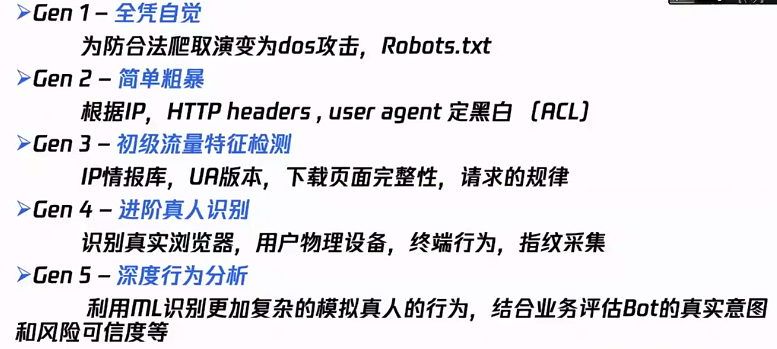 ➢Gen 1 – 全凭自觉
为防合法爬取演变为dos攻击，Robots.txt
➢Gen 2 – 简单粗暴
根据IP，HTTP headers , user agent 定黑白 （ACL）
➢Gen 3 – 初级流量特征检测
IP情报库，UA版本，下载页面完整性，请求的规律
➢Gen 4 – 进阶真人识别
识别真实浏览器，用户物理设备，终端行为，指纹采集
➢Gen 5 – 深度行为分析
利用ML识别更加复杂的模拟真人的行为，结合业务评估Bot的真实意图
和风险可信度等